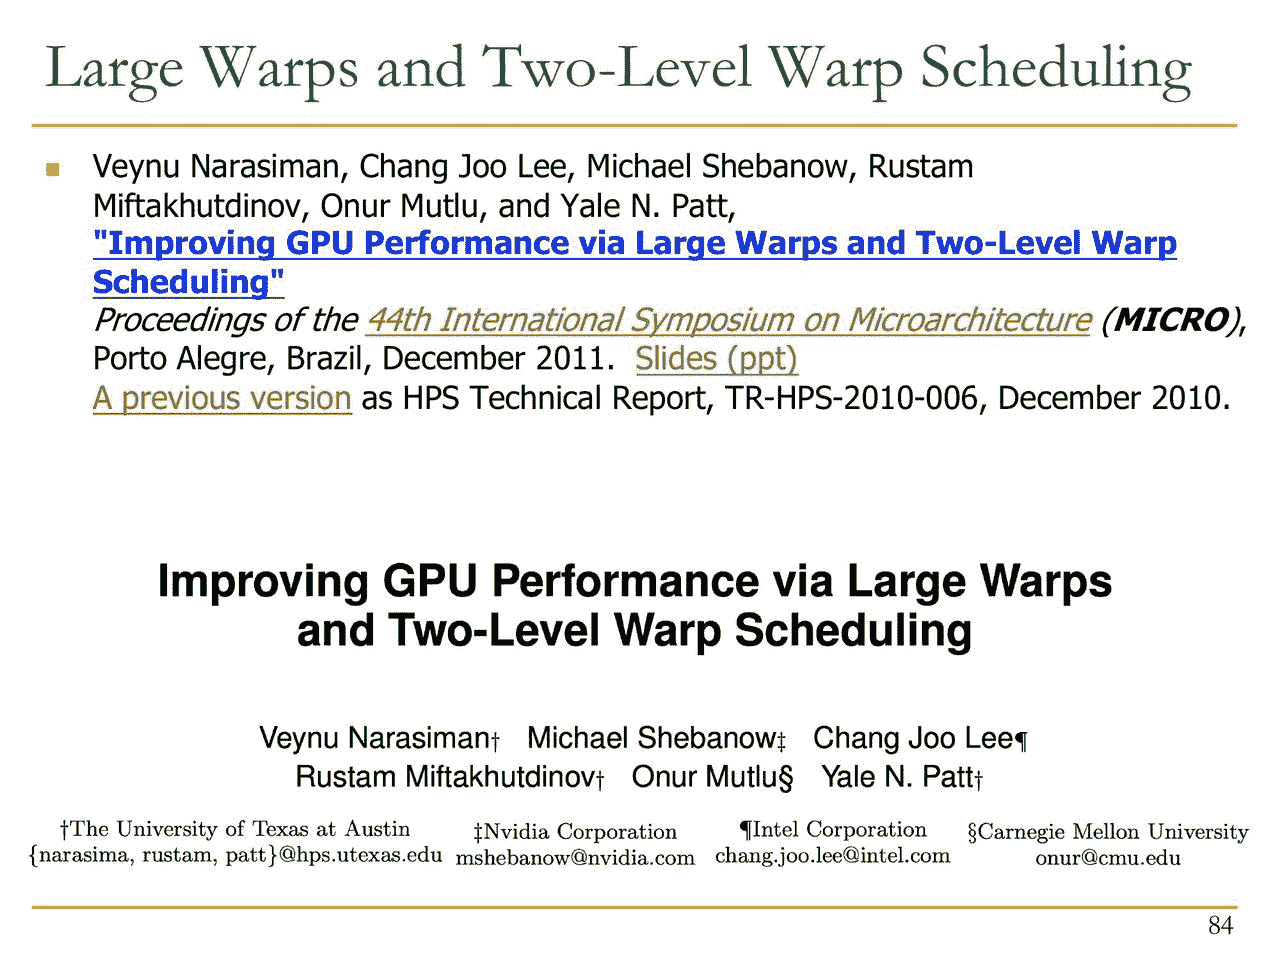 Large Warps and Two-Level Warp Scheduling
Veynu Narasiman, Chang Joo Lee, Michael Shebanow, Rustam
Miftakhutdinov, Onur Mutlu, and Yale N. Patt,
"Improving GPU Performance via Large Warps and Two-Level Warp
Scheduling"
Proceedings of the 44th International Symposium on Microarchitecture (MICRO),
Porto Alegre, Brazil, December 2011. Slides (ppt)
A previous version as HPS Technical Report, TR-HPS-2010-006, December 2010.
Improving GPU Performance via Large Warps
and Two-Level Warp Scheduling
Veynu Narasiman† Michael Shebanow‡ Chang Joo Lee¶
Rustam Miftakhutdinov† Onur Mutlu§ Yale N. Patt†
†The University of Texas at Austin ‡Nvidia Corporation ¶Intel Corporation §Carnegie Mellon University
{narasima, rustam, patt}@hps.utexas.edu mshebanow@nvidia.com chang.joo.lee@intel.com onur@cmu.edu
84